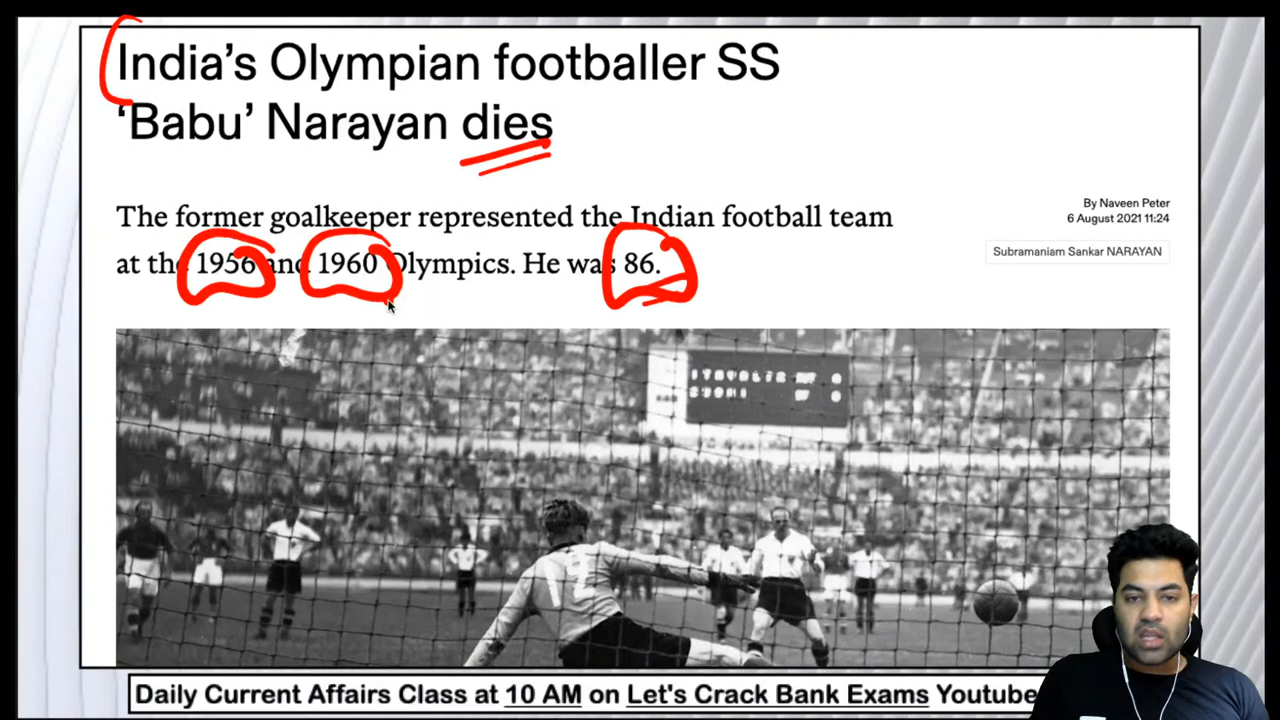 India's Olympian footballer SS
‘Babu’ Narayan dies
The former goalkeeper represented the Indian football team
at the 1956 and 1960 Olympics. He was 86.
By Naveen Peter
6 August 2021 11:24
Subramaniam Sankar NARAYAN
12
Daily Current Affairs Class at 10 AM on Let's Crack Bank Exams Youtube